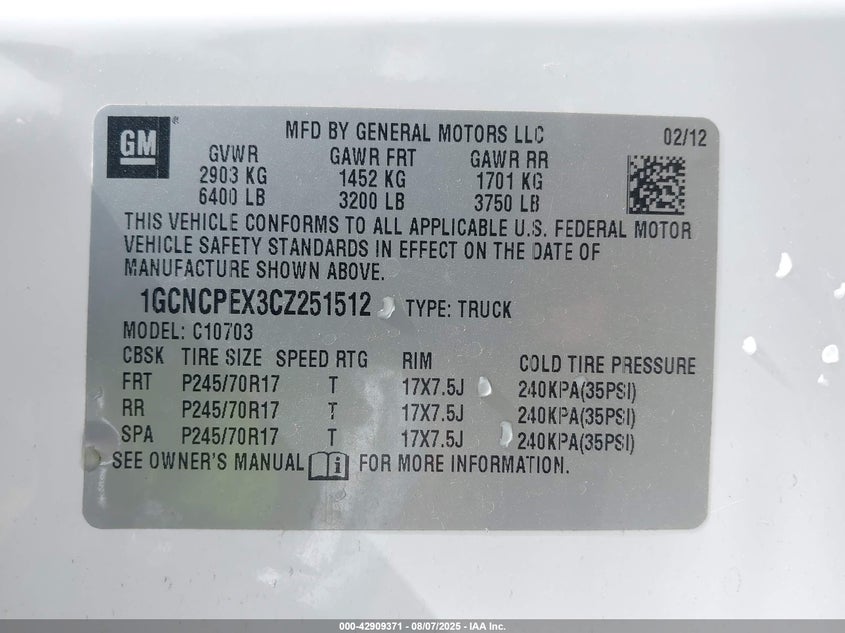 GM ® MFD BY GENERAL MOTORS LLC 02/12
GVWR GAWR FRT GAWR RR
2903 KG 1452 KG 1701 KG
6400 LB 3200 LB 3750 LB
THIS VEHICLE CONFORMS TO ALL APPLICABLE U.S. FEDERAL MOTOR
VEHICLE SAFETY STANDARDS IN EFFECT ON THE DATE OF
MANUFACTURE SHOWN ABOVE.
1GCNCPEX3CZ251512 TYPE: TRUCK
MODEL: C10703
CBSK TIRE SIZE SPEED RTG RIM COLD TIRE PRESSURE
FRT P245/70R17 T 17X7.5J 240KPA(35PSI)
RR P245/70R17 T 17X7.5J 240KPA(35PSI)
SPA P245/70R17 T 17X7.5J 240KPA(35PSI)
SEE OWNER'S MANUAL i FOR MORE INFORMATION.
000-42909371 - 08/07/2025 - IAA Inc.